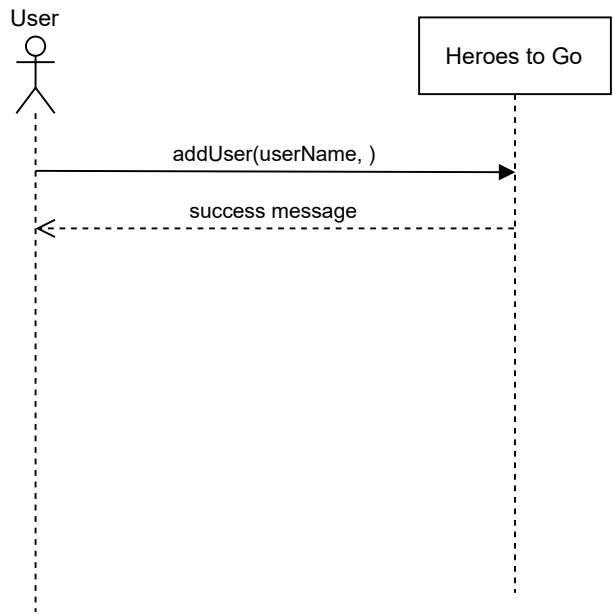 User
Heroes to Go
addUser(userName, )
success message